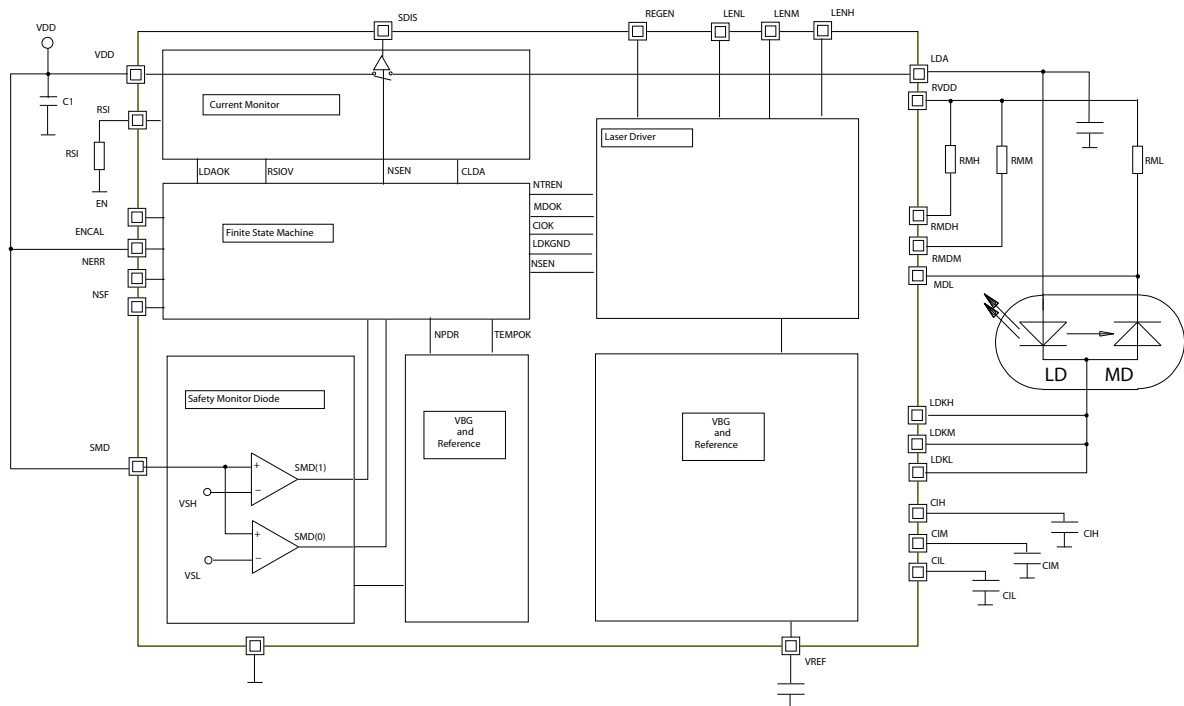 SDIS
REGEN
LENL
LENM
LENH
VDD
VDD
LDA
C1
Current Monitor
RVDD
RSI
Laser Driver
RSI
RMH
RMM
RML
LDAOK
RSIOV
NSEN
CLDA
EN
NTREN
MDOK
RMDH
ENCAL
Finite State Machine
CIOK
LDKGND
RMDM
NERR
NSEN
MDL
NSF
NPDR
TEMPOK
LD
MD
Safety Monitor Diode
LDKH
VBG
and
Reference
VBG
and
Reference
LDKM
SMD
LDKL
SMD(1)
VSH
CIH
CIH
SMD(0)
CIM
CIM
VSL
CIL
CIL
VREF